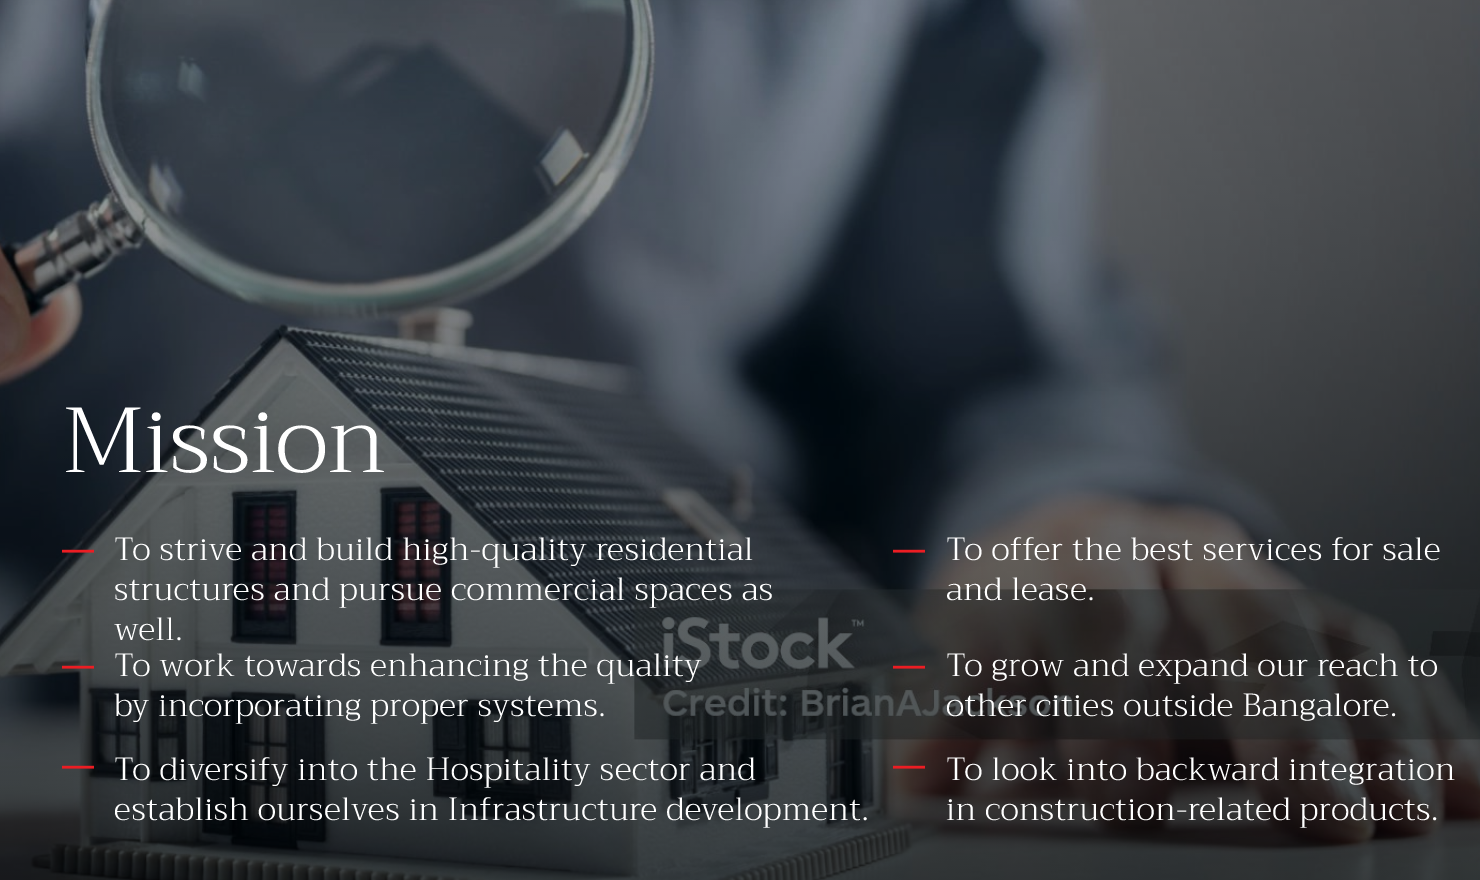 Mission
To strive and build high-quality residential
structures and pursue commercial spaces as
well.
To work towards enhancing the quality
by incorporating proper systems.
To diversify into the Hospitality sector and
establish ourselves in Infrastructure development.
To offer the best services for sale
and lease.
To grow and expand our reach to
other cities outside Bangalore.
To look into backward integration
in construction-related products.
iStock™
Credit: BrianAJackson